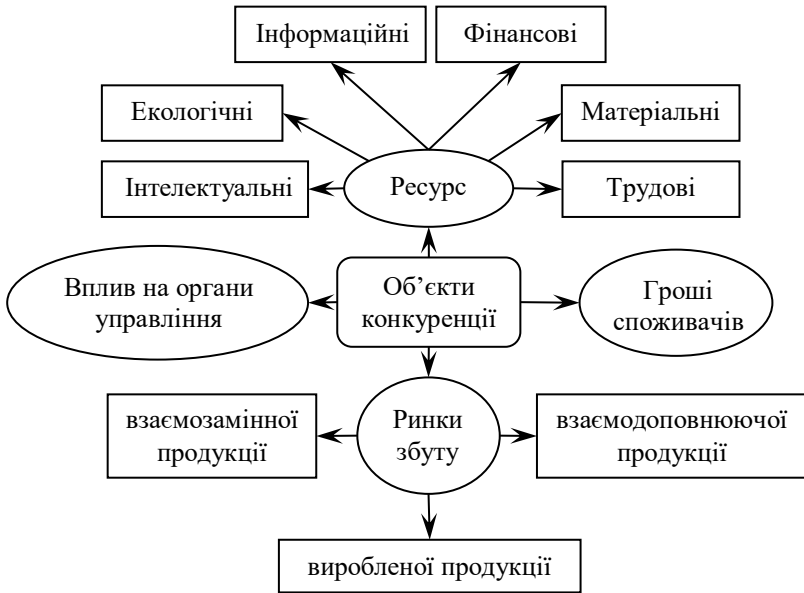 Інформаційні
Фінансові
Екологічні
Матеріальні
Інтелектуальні
Ресурс
Трудові
Вплив на органи
управління
Об’єкти
конкуренції
Гроші
споживачів
взаємозамінної
продукції
Ринки
збуту
взаємодоповнюючої
продукції
виробленої продукції